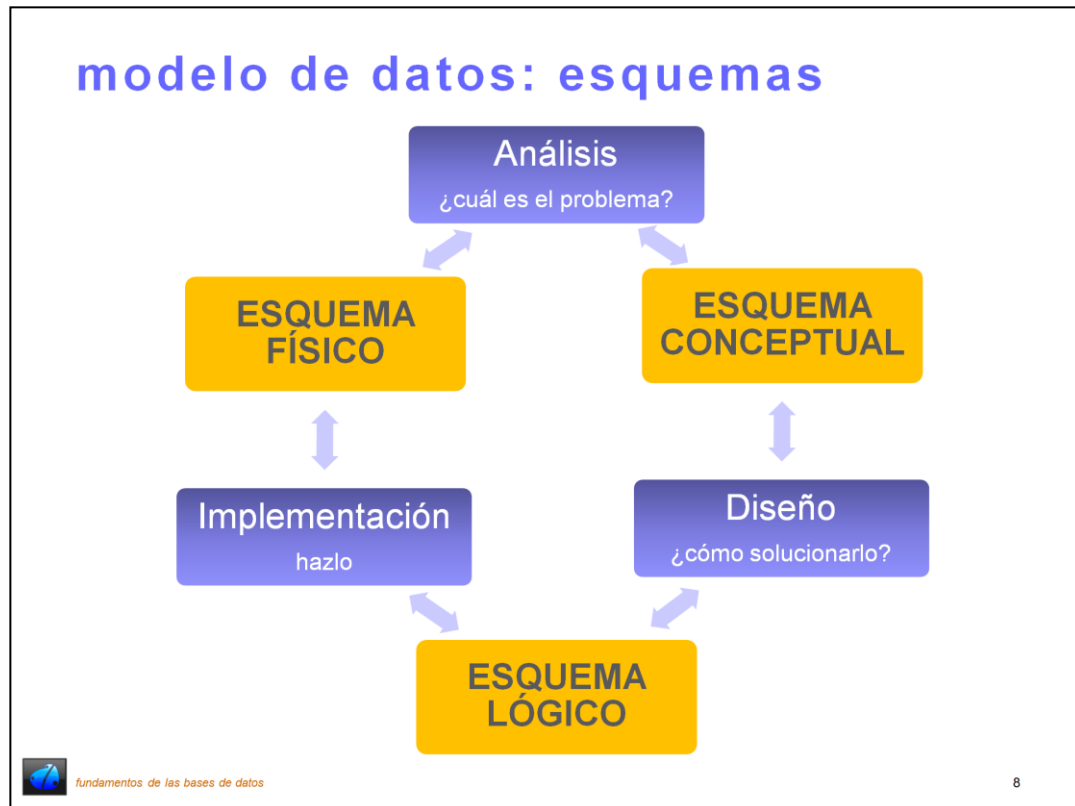 modelo de datos: esquemas
Análisis
¿cuál es el problema?
ESQUEMA
FÍSICO
ESQUEMA
CONCEPTUAL
Implementación
hazlo
Diseño
¿cómo solucionarlo?
ESQUEMA
LÓGICO
fundamentos de las bases de datos
8